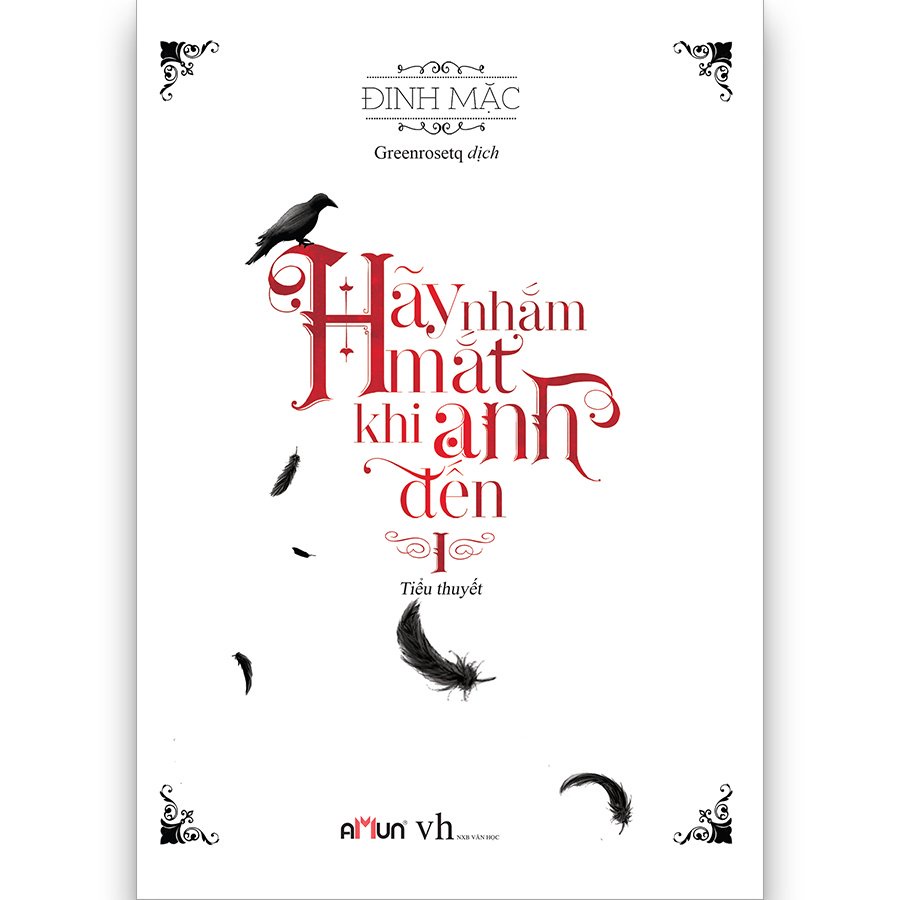 ĐINH MẶC
Greenrosetq dịch
Hãy nhắm
mắt
khi anh
đến
I
Tiểu thuyết
AMUN® vh NXB VĂN HỌC